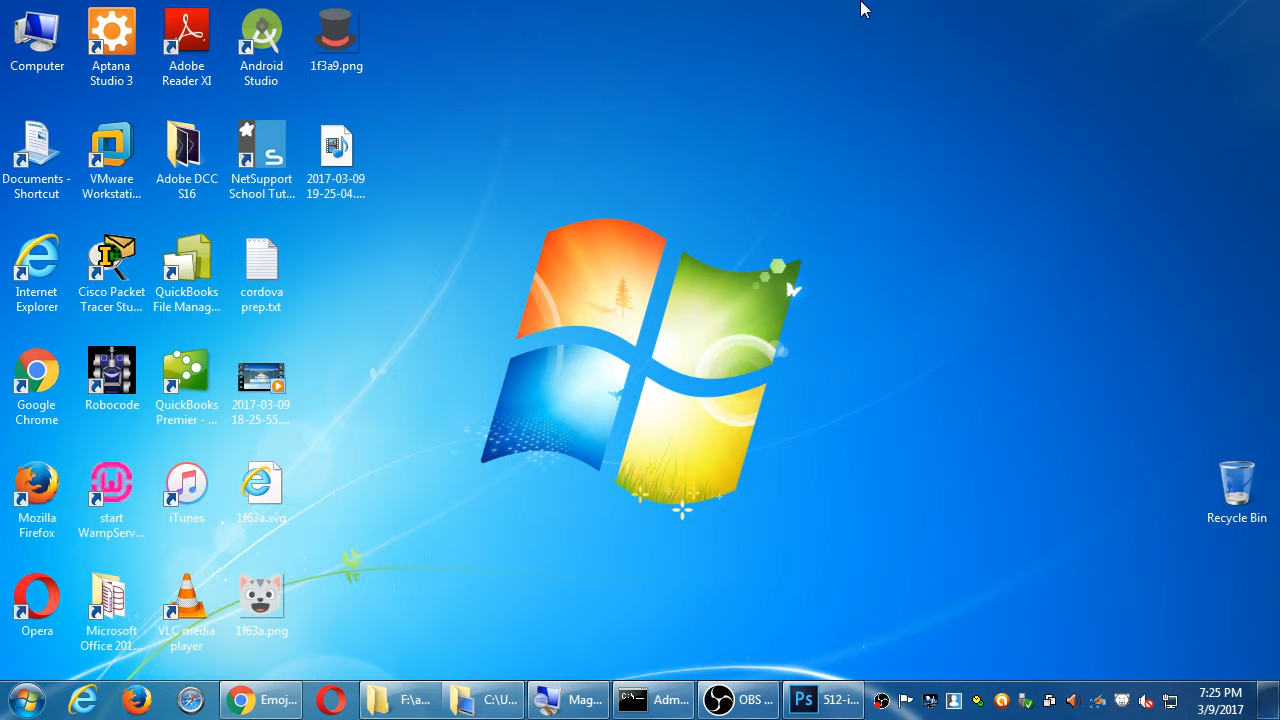 Computer
Aptana
Studio 3
Adobe
Reader XI
Android
Studio
1f3a9.png
Documents -
Shortcut
VMware
Workstati...
Adobe DCC
S16
NetSupport
School Tut...
2017-03-09
19-25-04....
Internet
Explorer
Cisco Packet
Tracer Stu...
QuickBooks
File Manag...
cordova
prep.txt
Google
Chrome
Robocode
QuickBooks
Premier - ...
2017-03-09
18-25-55....
Mozilla
Firefox
start
WampServ...
iTunes
1f63a.svg
Opera
Microsoft
Office 201...
VLC media
player
1f63a.png
Recycle Bin
Emoj...
F:\a...
C:\U...
Mag...
Adm...
OBS ...
Ps
512-i...
7:25 PM
3/9/2017